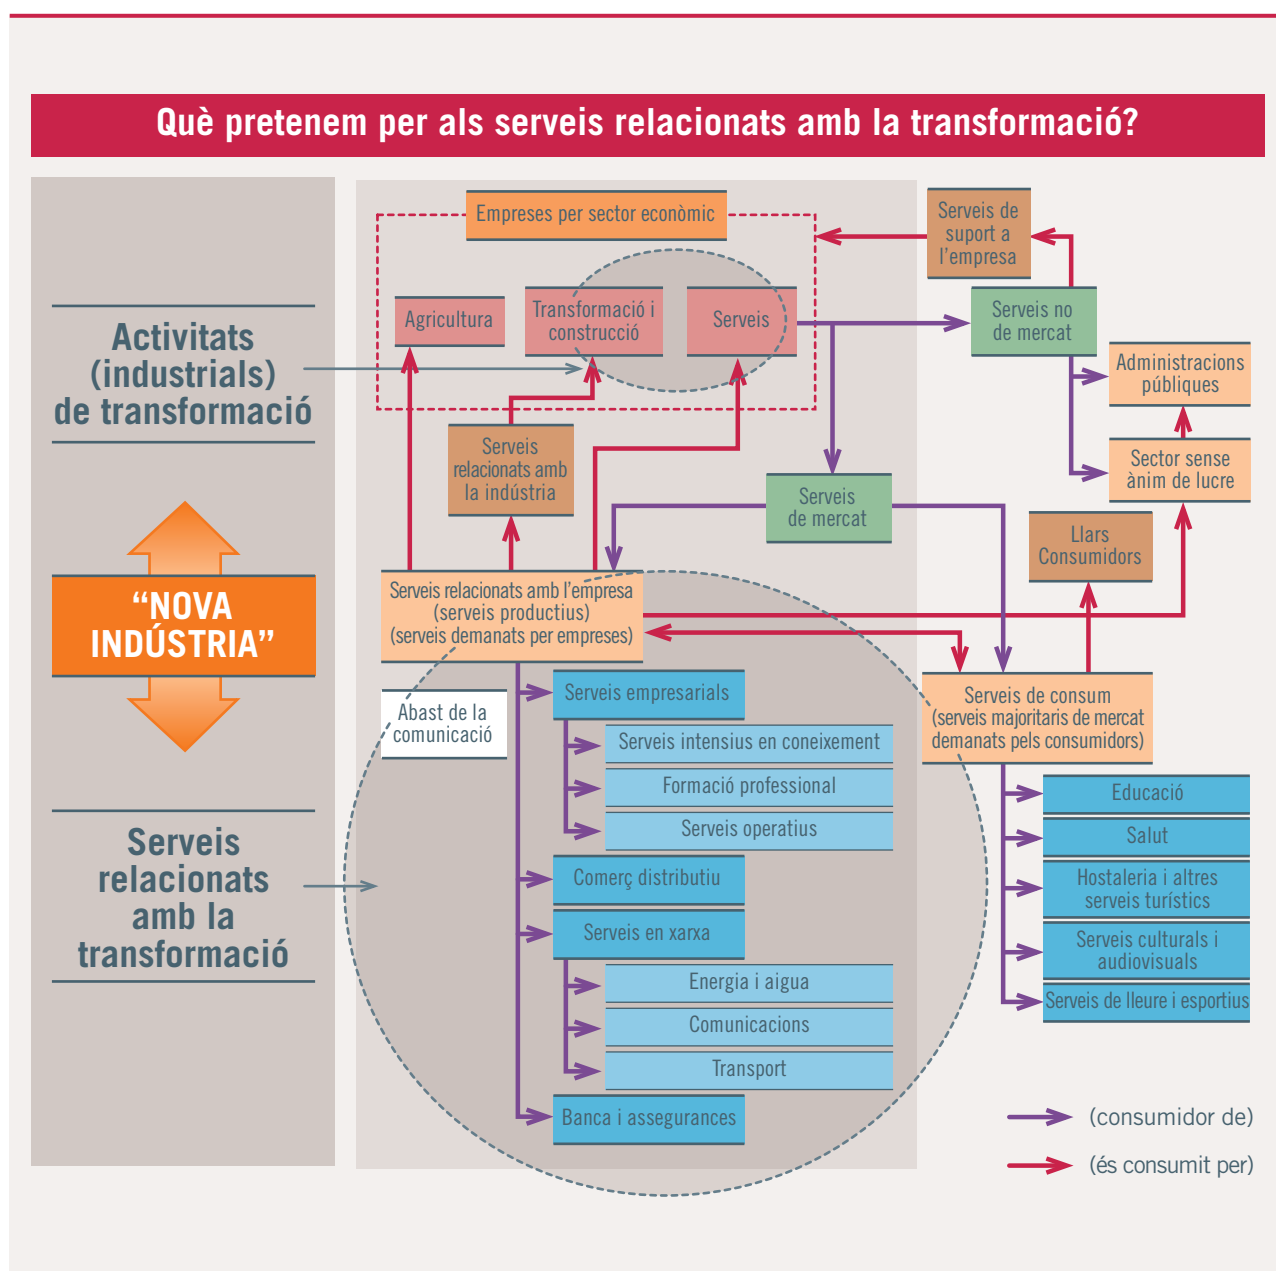 Què pretenem per als serveis relacionats amb la transformació?
Activitats
(industrials)
de transformació
“NOVA
INDÚSTRIA”
Serveis
relacionats
amb la
transformació
Empreses per sector econòmic
Agricultura
Transformació i
construcció
Serveis
Serveis de
suport a
l’empresa
Serveis no
de mercat
Administracions
públiques
Sector sense
ànim de lucre
Serveis
relacionats amb
la indústria
Serveis
de mercat
Llars
Consumidors
Serveis relacionats amb l’empresa
(serveis productius)
(serveis demanats per empreses)
Abast de la
comunicació
Serveis empresarials
Serveis intensius en coneixement
Formació professional
Serveis operatius
Comerç distributiu
Serveis en xarxa
Energia i aigua
Comunicacions
Transport
Banca i assegurances
Serveis de consum
(serveis majoritaris de mercat
demanats pels consumidors)
Educació
Salut
Hostaleria i altres
serveis turístics
Serveis culturals i
audiovisuals
Serveis de lleure i esportius
(consumidor de)
(és consumit per)